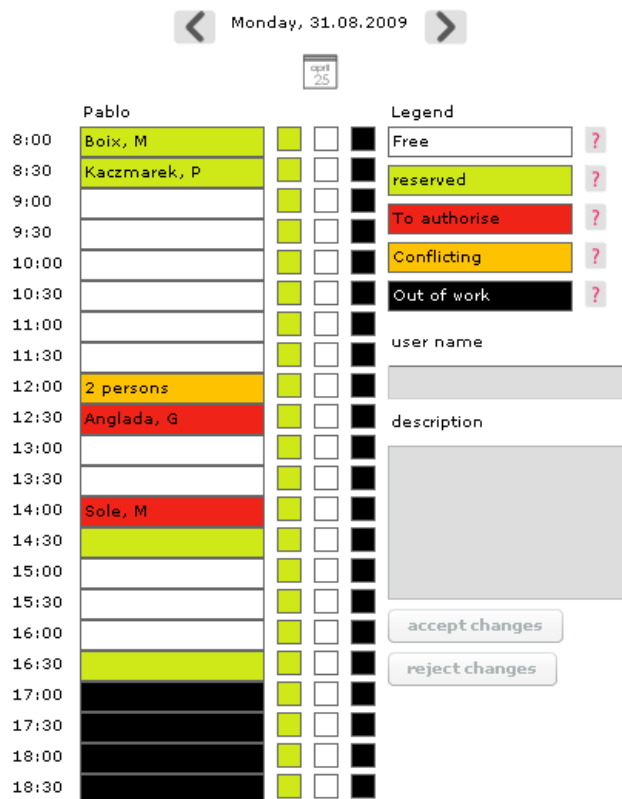 Monday, 31.08.2009
april
25
Pablo
Legend
8:00 Boix, M Free ?
8:30 Kaczmarek, P reserved ?
9:00
9:30 To authorise ?
10:00 Conflicting ?
10:30 Out of work ?
11:00
11:30 user name
12:00 2 persons
12:30 Anglada, G description
13:00
13:30
14:00 Sole, M
14:30
15:00
15:30
16:00 accept changes
16:30 reject changes
17:00
17:30
18:00
18:30